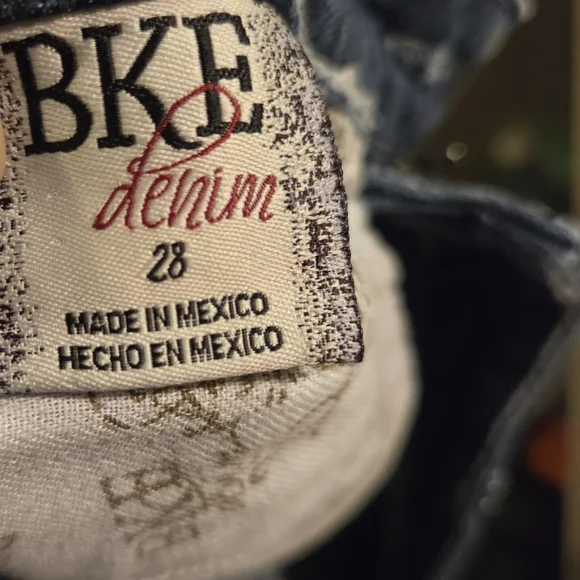 BKE
denim
28
MADE IN MEXICO
HECHO EN MEXICO